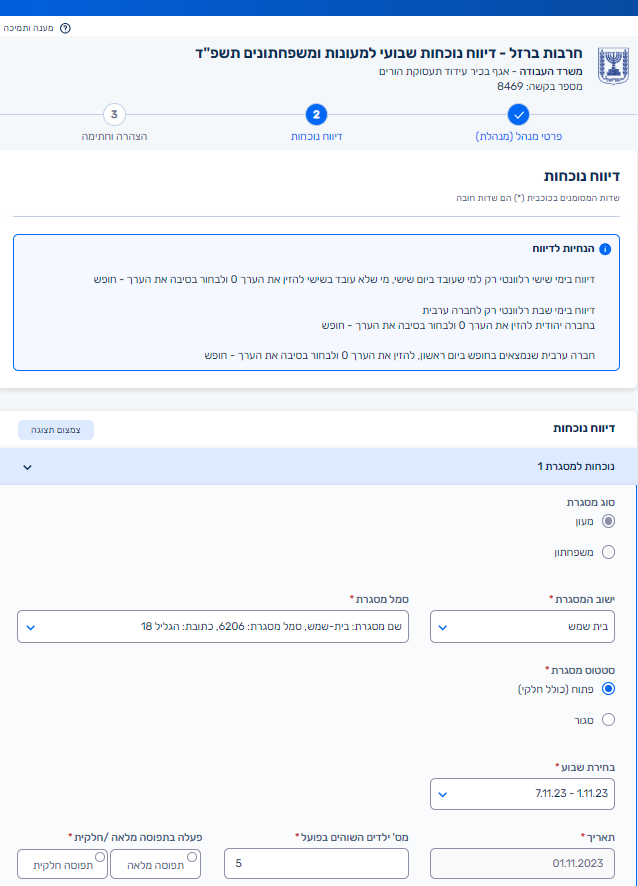 מענה ותמיכה
חרבות ברזל - דיווח נוכחות שבועי למעונות ומשפחתונים תשפ"ד
משרד העבודה - אגף בכיר עידוד תעסוקת הורים
מספר בקשה: 8469
פרטי מנהל (מנהלת)
2
דיווח נוכחות
3
הצהרה וחתימה
דיווח נוכחות
שדות המסומנים בכוכבית (*) הם שדות חובה
הנחיות לדיווח
דיווח בימי שישי רלוונטי רק למי שעובד ביום שישי, מי שלא עובד בשישי להזין את הערך 0 ולבחור בסיבה את הערך - חופש
דיווח בימי שבת רלוונטי רק לחברה ערבית
בחברה יהודית להזין את הערך 0 ולבחור בסיבה את הערך - חופש
חברה ערבית שנמצאים בחופש ביום ראשון, להזין את הערך 0 ולבחור בסיבה את הערך - חופש
דיווח נוכחות
צמצום תצוגה
נוכחות למסגרת 1
סוג מסגרת
מעון
משפחתון
ישוב המסגרת *
סמל מסגרת *
בית שמש
שם מסגרת: בית-שמש, סמל מסגרת: 6206, כתובת: הגליל 18
סטטוס מסגרת *
פתוח (כולל חלקי)
סגור
בחירת שבוע *
1.11.23 - 7.11.23
תאריך *
מס' ילדים השוהים בפועל *
פעלה בתפוסה מלאה /חלקית *
01.11.2023
5
תפוסה מלאה
תפוסה חלקית